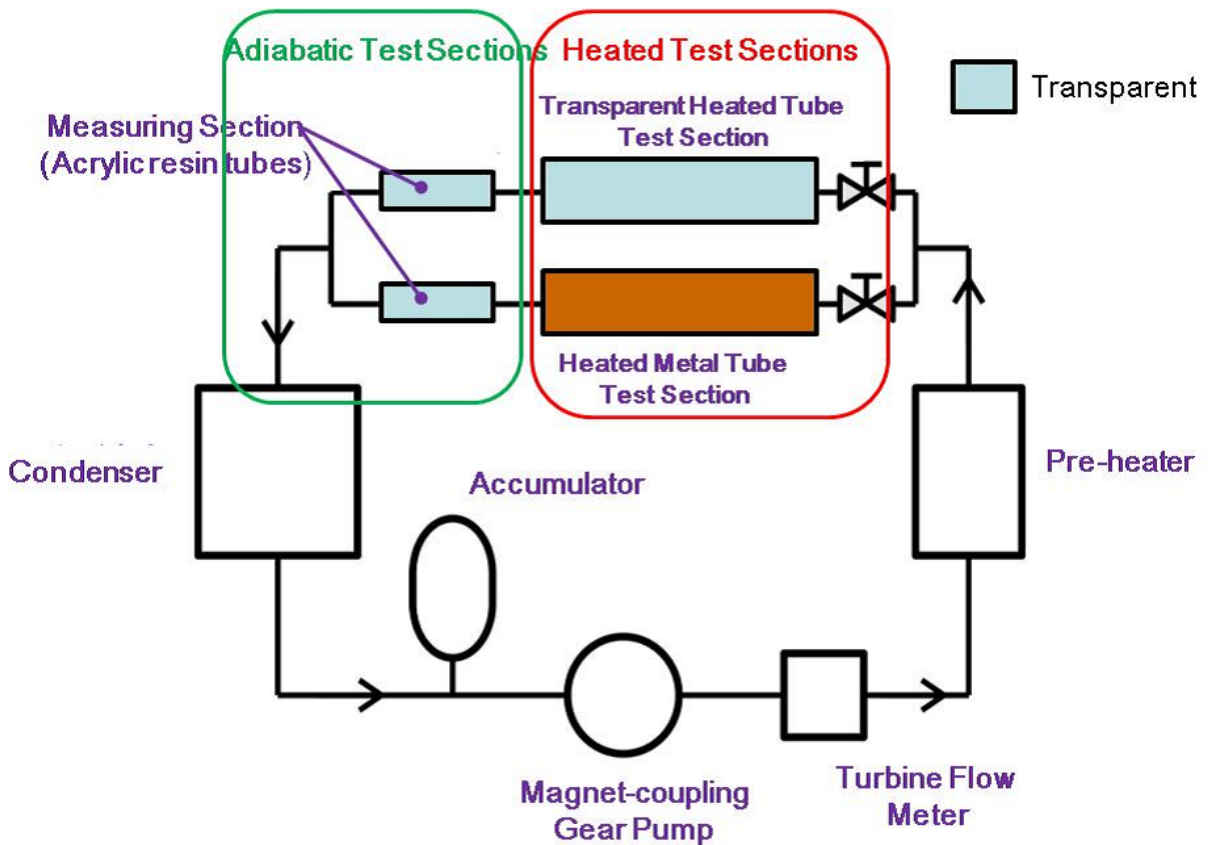 Adiabatic Test Sections
Heated Test Sections
Transparent
Transparent Heated Tube
Test Section
Measuring Section
(Acrylic resin tubes)
Heated Metal Tube
Test Section
Condenser
Accumulator
Pre-heater
Magnet-coupling
Gear Pump
Turbine Flow
Meter